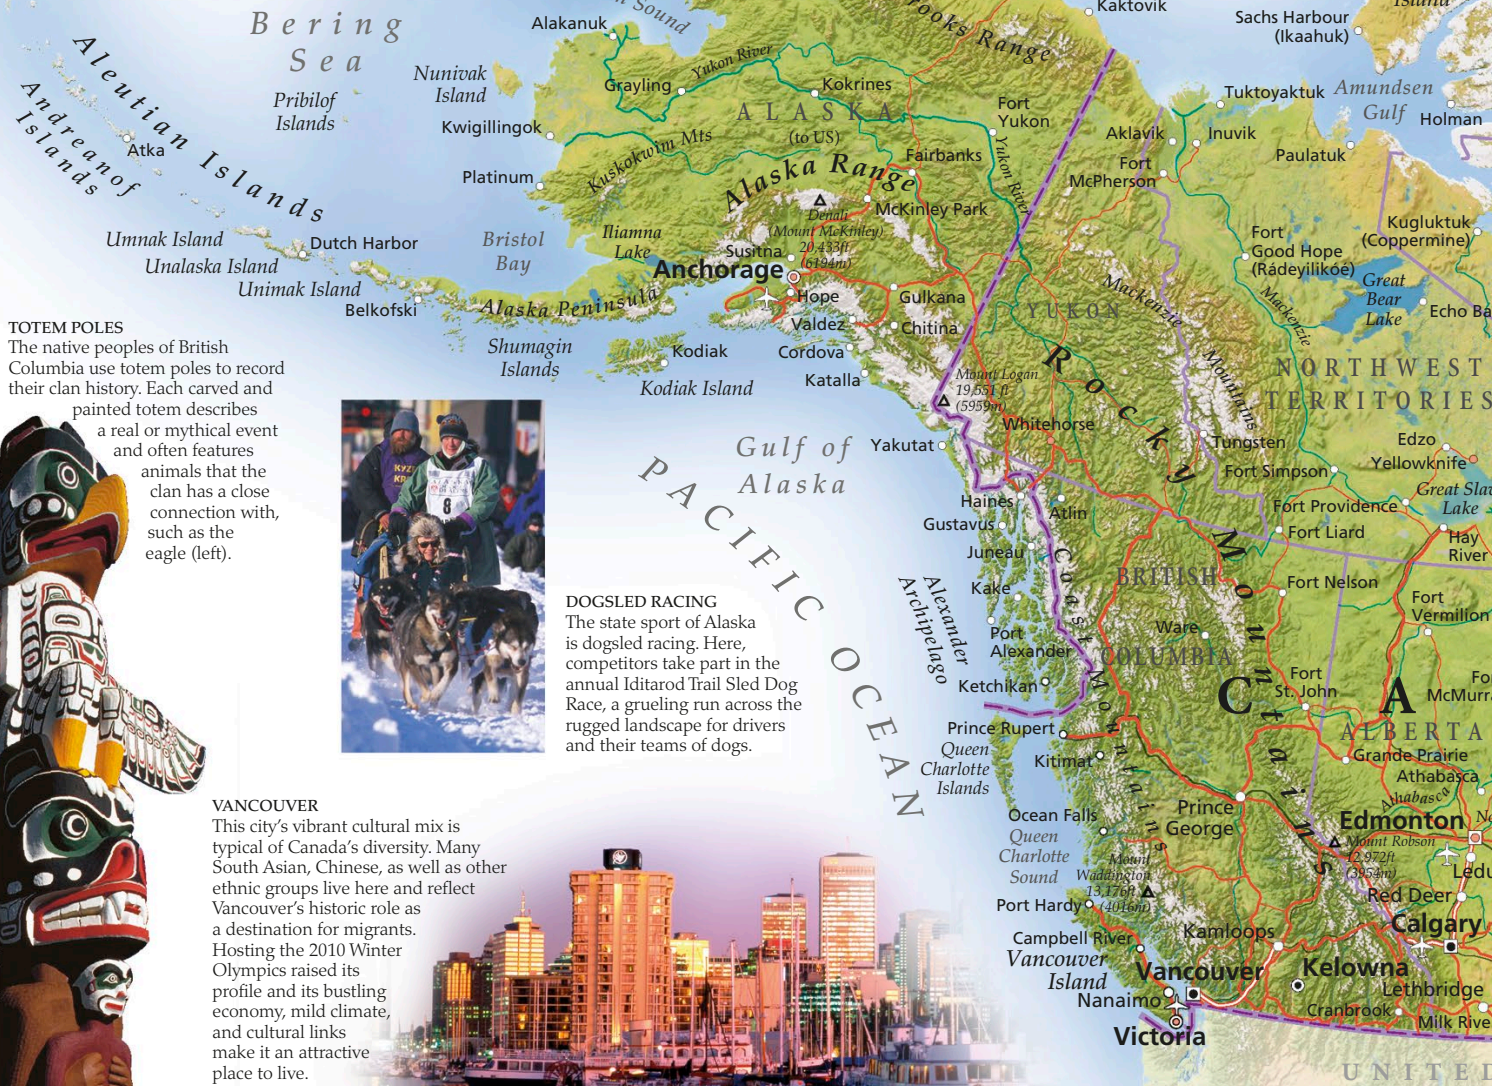 Bering
Sea
Sound
Brooks Range
Kaktovik
Island
Sachs Harbour
(Ikaahuk)
Alakanuk
Aleutian Islands
Andreanof
Islands
Atka
Pribilof
Islands
Nunivak
Island
Grayling
Yukon River
Kokrines
ALASKA
(to US)
Fort
Yukon
Yukon River
Tuktoyaktuk
Amundsen
Gulf
Holman
Kwigillingok
Kuskokwim Mts
Aklavik
Inuvik
Paulatuk
Fairbanks
Fort
McPherson
Platinum
Alaska Range
McKinley Park
Denali
(Mount McKinley)
20,433ft
(6194m)
Kugluktuk
(Coppermine)
Umnak Island
Dutch Harbor
Unalaska Island
Unimak Island
Bristol
Bay
Iliamna
Lake
Susitna
Anchorage
Fort
Good Hope
(Rádeyilikóé)
Great
Bear
Lake
Echo Ba
Belkofski
Alaska Peninsula
Hope
Gulkana
Valdez
Chitina
YUKON
Mackenzie
Mountains
Mackenzie
Shumagin
Islands
Kodiak
Kodiak Island
Cordova
Katalla
Mount Logan
19,551 ft
(5959m)
Rocky Mountains
NORTHWEST
TERRITORIES
TOTEM POLES
The native peoples of British
Columbia use totem poles to record
their clan history. Each carved and
painted totem describes
a real or mythical event
and often features
animals that the
clan has a close
connection with,
such as the
eagle (left).
KYZE
KR
8
Gulf of
Alaska
PACIFIC OCEAN
Yakutat
Whitehorse
Tungsten
Edzo
Yellowknife
Fort Simpson
Great Slav
Lake
Haines
Atlin
Fort Providence
Gustavus
Fort Liard
Hay
River
Juneau
Coast Mountains
BRITISH
COLUMBIA
Fort Nelson
Alexander
Archipelago
Kake
Fort
Vermilion
Port
Alexander
Ware
Ketchikan
Fort
St. John
Fo
McMurra
C A
ALBERTA
DOGSLED RACING
The state sport of Alaska
is dogsled racing. Here,
competitors take part in the
annual Iditarod Trail Sled Dog
Race, a grueling run across the
rugged landscape for drivers
and their teams of dogs.
Prince Rupert
Queen
Charlotte
Islands
Kitimat
Grande Prairie
Athabasca
Athabasca
Prince
George
Ocean Falls
Queen
Charlotte
Sound
Edmonton
Mount Robson
12,972ft
(3954m)
Ledu
Mount
Waddington
13,176ft
(4016m)
Red Deer
Port Hardy
Calgary
Campbell River
Vancouver
Island
Kamloops
Vancouver
Kelowna
Nanaimo
Lethbridge
Cranbrook
Victoria
Milk Rive
UNITED
VANCOUVER
This city's vibrant cultural mix is
typical of Canada's diversity. Many
South Asian, Chinese, as well as other
ethnic groups live here and reflect
Vancouver's historic role as
a destination for migrants.
Hosting the 2010 Winter
Olympics raised its
profile and its bustling
economy, mild climate,
and cultural links
make it an attractive
place to live.